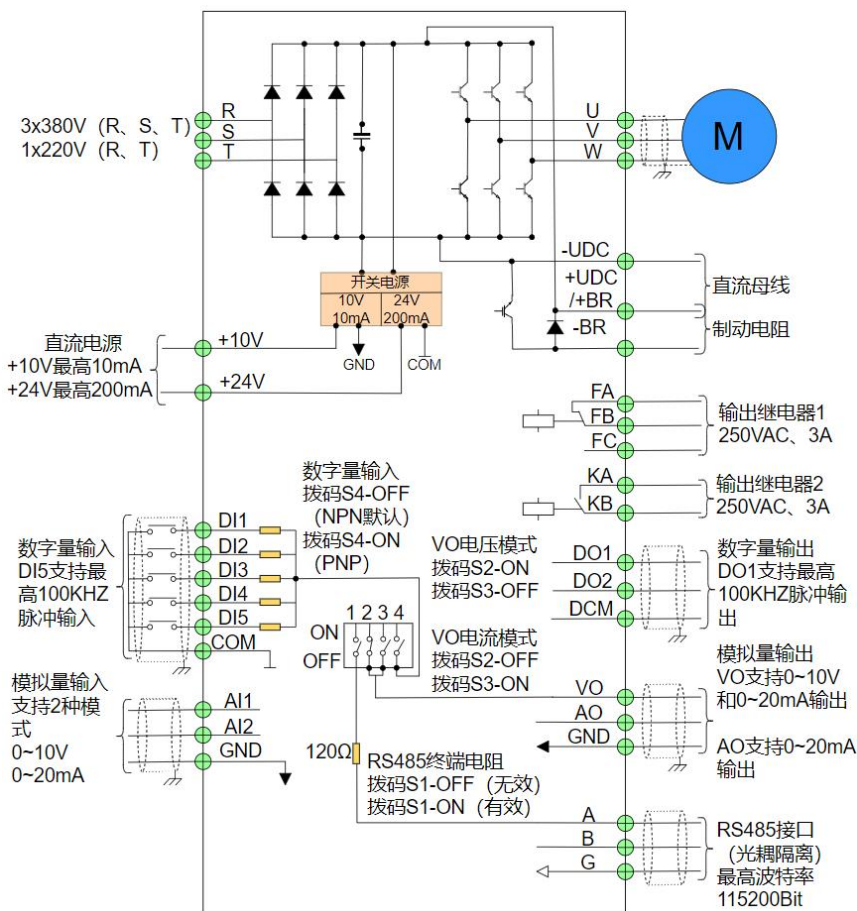 R
3x380V（R、S、T）
S
1x220V（R、T）
T
U
V
W
M
-UDC
+UDC
/+BR
-BR
直流母线
制动电阻
开关电源
10V
10mA
24V
200mA
GND
COM
直流电源
+10V最高10mA
+24V最高200mA
+10V
+24V
FA
FB
FC
输出继电器1
250VAC、3A
KA
KB
输出继电器2
250VAC、3A
数字量输入
拨码S4-OFF
（NPN默认）
拨码S4-ON
(PNP)
数字量输入
DI5支持最
高100KHZ
脉冲输入
DI1
DI2
DI3
DI4
DI5
COM
VO电压模式
拨码S2-ON
拨码S3-OFF
DO1
DO2
DCM
数字量输出
DO1支持最高
100KHZ脉冲输
出
1 2 3 4
ON
OFF
VO电流模式
拨码S2-OFF
拨码S3-ON
模拟量输入
支持2种模
式
0~10V
0~20mA
AI1
AI2
GND
VO
AO
GND
模拟量输出
VO支持0~10V
和0~20mA输出
AO支持0~20mA
输出
120Ω
RS485终端电阻
拨码S1-OFF（无效）
拨码S1-ON（有效）
A
B
G
RS485接口
（光耦隔离）
最高波特率
115200Bit